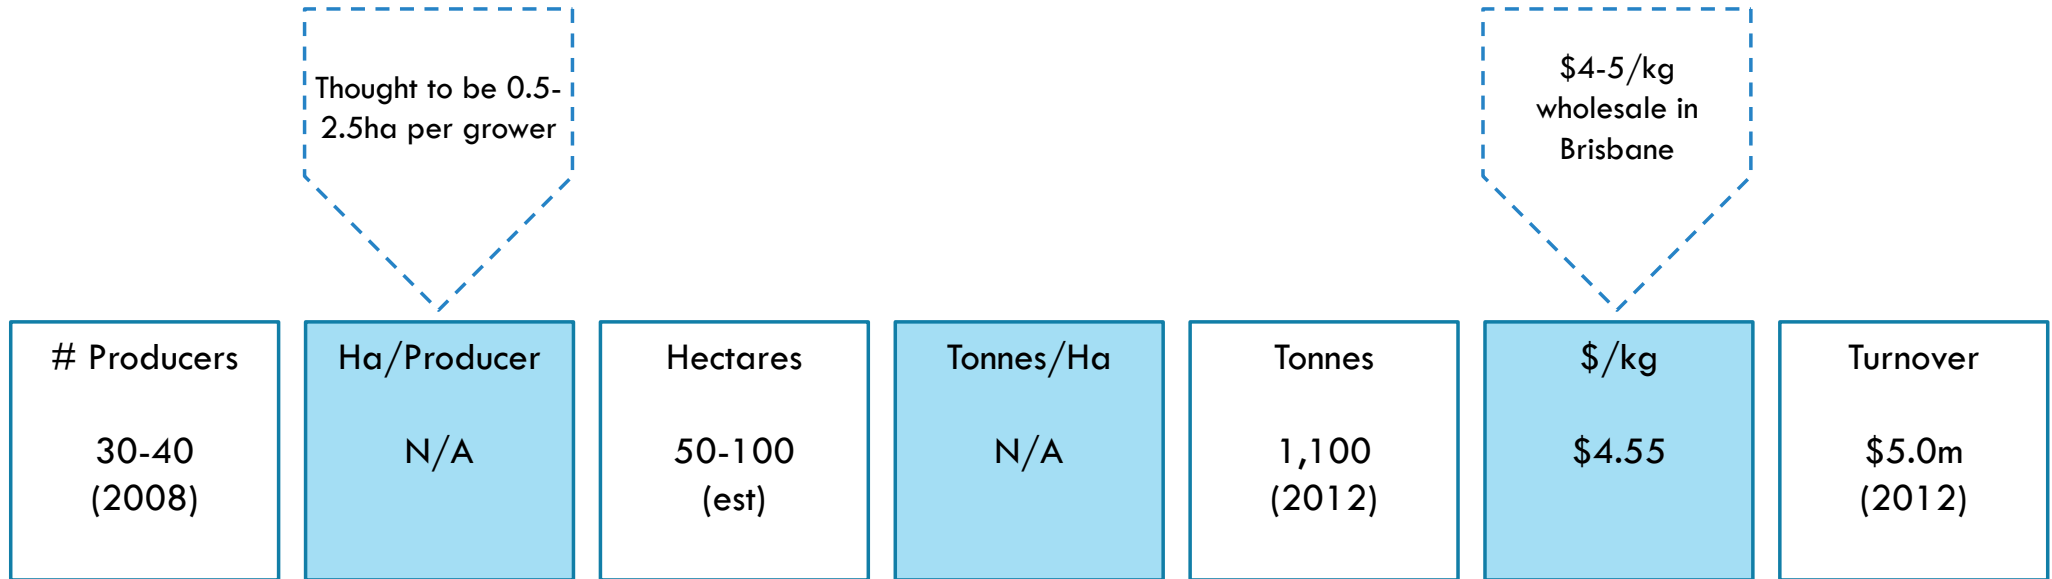 Thought to be 0.5-
2.5ha per grower
$4-5/kg
wholesale in
Brisbane
# Producers
30-40
(2008)
Ha/Producer
N/A
Hectares
50-100
(est)
Tonnes/Ha
N/A
Tonnes
1,100
(2012)
$/kg
$4.55
Turnover
$5.0m
(2012)